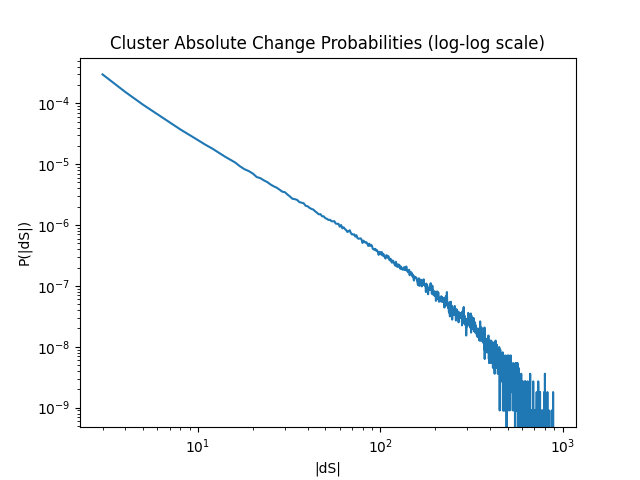 Cluster Absolute Change Probabilities (log-log scale)
P(|dS|)
10⁻⁴
10⁻⁵
10⁻⁶
10⁻⁷
10⁻⁸
10⁻⁹
10¹ 10² 10³
|dS|